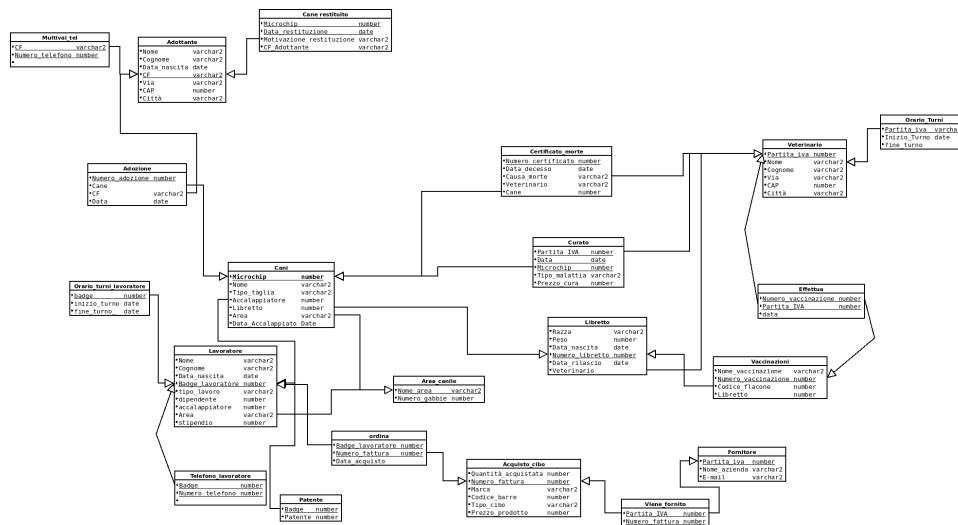 Multival_tel
*CF varchar2
*Numero_telefono number
Adottante
*Nome varchar2
*Cognome varchar2
*Data_nascita date
*CF varchar2
*Via varchar2
*CAP number
*Città varchar2
Cane restituito
*Microchip number
*Data_restituzione date
*Motivazione restituzione varchar2
*CF_Adottante varchar2
Adozione
*Numero_adozione number
*Cane
*CF varchar2
*Data date
Certificato_morte
*Numero certificato number
*Data_decesso date
*Causa_morte varchar2
*Veterinario varchar2
*Cane number
Veterinario
*Partita_iva number
*Nome varchar2
*Cognome varchar2
*Via varchar2
*CAP number
*Città varchar2
Orario_Turni
*Partita_iva varcha
*Inizio_Turno date
*fine_turno
Curato
*Partita IVA number
*Data date
*Microchip number
*Tipo_malattia varchar2
*Prezzo_cura number
Cani
*Microchip number
*Nome varchar2
*Tipo_taglia varchar2
*Accalappiatore number
*Libretto number
*Area varchar2
*Data_Accalappiato Date
Orario_turni_lavoratore
*badge number
*inizio_turno date
*fine_turno_ date
Effettua
*Numero_vaccinazione number
*Partita_IVA number
*data
Libretto
*Razza varchar2
*Peso number
*Data_nascita date
*Numero_libretto number
*Data_rilascio date
*Veterinario
Lavoratore
*Nome varchar2
*Cognome varchar2
*Data_nascita date
*Badge_lavoratore number
*tipo_lavoro varchar2
*dipendente number
*accalappiatore number
*Area varchar2
*stipendio number
Area_canile
*Nome_area varchar2
*Numero_gabbie number
Vaccinazioni
*Nome_vaccinazione varchar2
*Numero_vaccinazione number
*Codice_flacone number
*Libretto number
ordina
*Badge_lavoratore number
*Numero_fattura number
*Data_acquisto
Acquisto_cibo
*Quantità_acquistata number
*Numero_fattura number
*Marca varchar2
*Codice_barre number
*Tipo_cibo varchar2
*Prezzo_prodotto number
Fornitore
*Partita_iva number
*Nome_azienda varchar2
*E-mail varchar2
Telefono_lavoratore
*Badge number
*Numero_telefono number
Patente
*Badge number
*Patente number
Viene_fornito
*Partita_IVA number
*Numero_fattura number